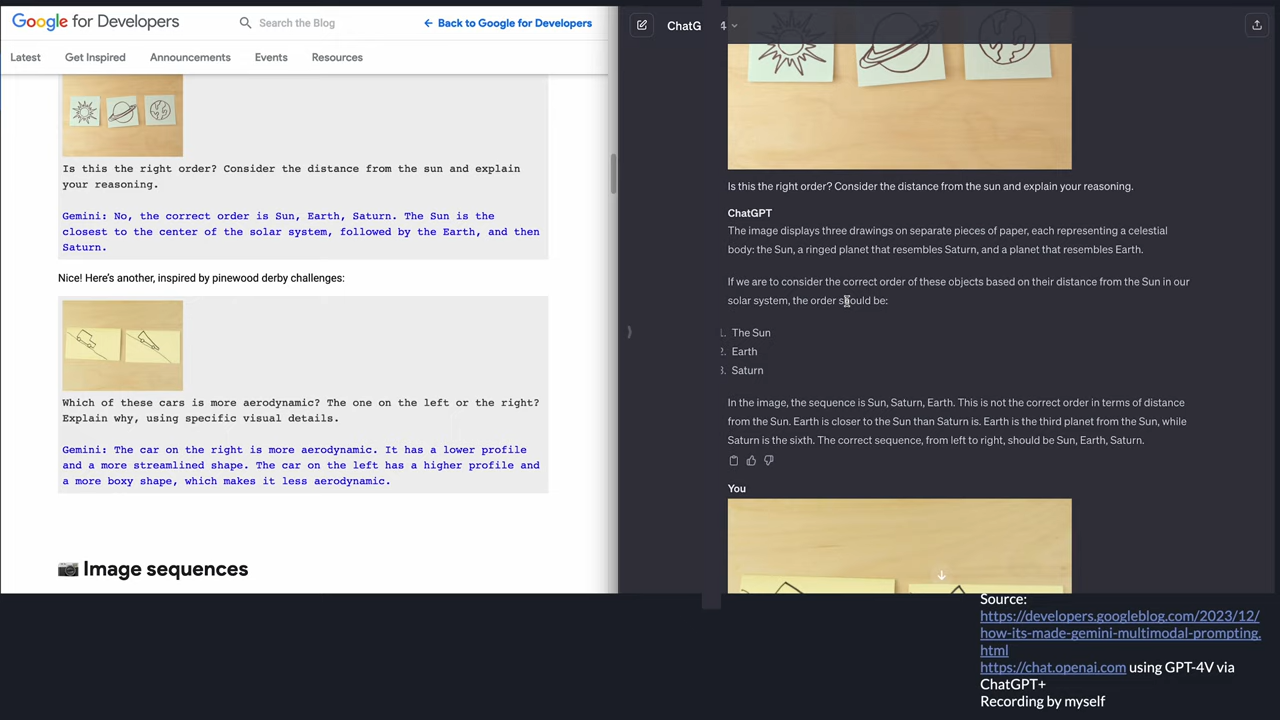 Google for Developers
Search the Blog
← Back to Google for Developers
Latest
Get Inspired
Announcements
Events
Resources
Is this the right order? Consider the distance from the sun and explain
your reasoning.
Gemini: No, the correct order is Sun, Earth, Saturn. The Sun is the
closest to the center of the solar system, followed by the Earth, and then
Saturn.
Nice! Here's another, inspired by pinewood derby challenges:
Which of these cars is more aerodynamic? The one on the left or the right?
Explain why, using specific visual details.
Gemini: The car on the right is more aerodynamic. It has a lower profile
and a more streamlined shape. The car on the left has a higher profile and
a more boxy shape, which makes it less aerodynamic.
Image sequences
ChatG 4
Is this the right order? Consider the distance from the sun and explain your reasoning.
ChatGPT
The image displays three drawings on separate pieces of paper, each representing a celestial
body: the Sun, a ringed planet that resembles Saturn, and a planet that resembles Earth.
If we are to consider the correct order of these objects based on their distance from the Sun in our
solar system, the order should be:
1. The Sun
2. Earth
3. Saturn
In the image, the sequence is Sun, Saturn, Earth. This is not the correct order in terms of distance
from the Sun. Earth is closer to the Sun than Saturn is. Earth is the third planet from the Sun, while
Saturn is the sixth. The correct sequence, from left to right, should be Sun, Earth, Saturn.
You
Source:
https://developers.googleblog.com/2023/12/
how-its-made-gemini-multimodal-prompting.
html
https://chat.openai.com using GPT-4V via
ChatGPT+
Recording by myself